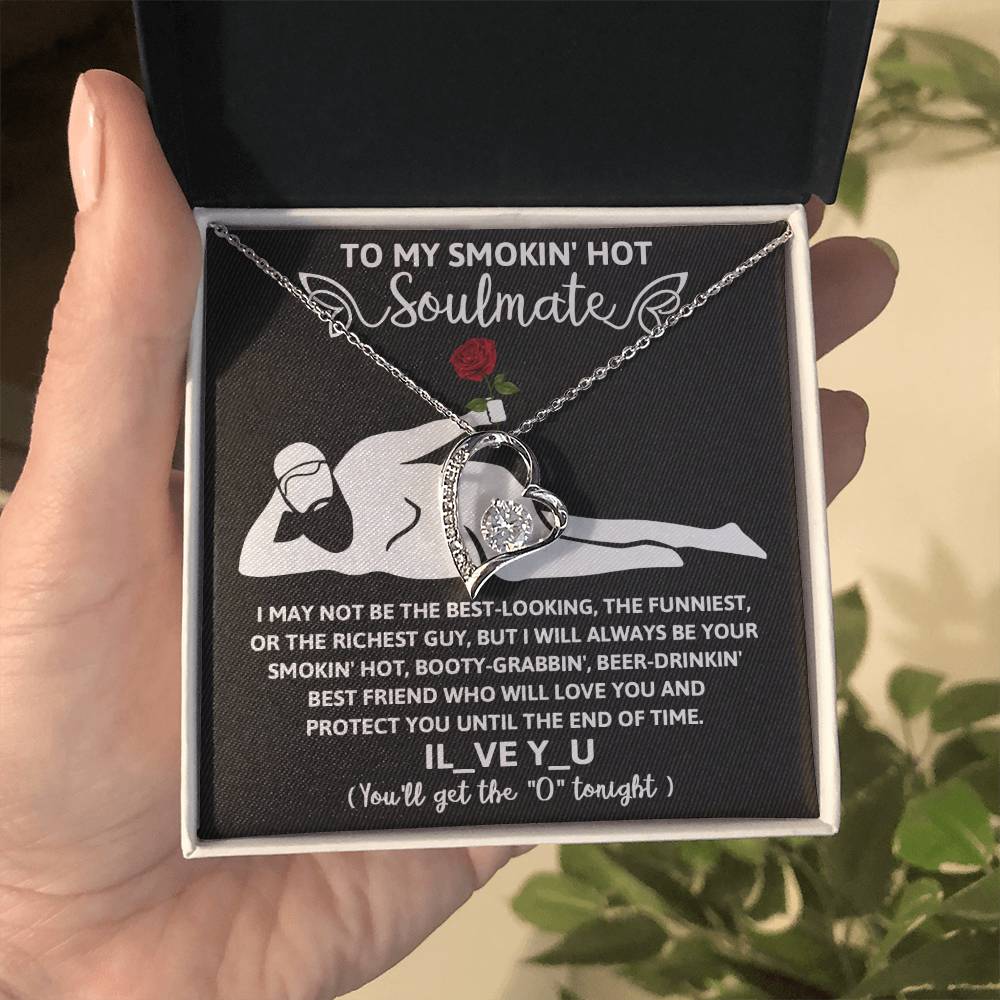 TO MY SMOKIN' HOT
Soulmate
I MAY NOT BE THE BEST-LOOKING, THE FUNNIEST,
OR THE RICHEST GUY, BUT I WILL ALWAYS BE YOUR
SMOKIN' HOT, BOOTY-GRABBIN', BEER-DRINKIN'
BEST FRIEND WHO WILL LOVE YOU AND
PROTECT YOU UNTIL THE END OF TIME.
IL_VE Y_U
(You'll get the "O" tonight )